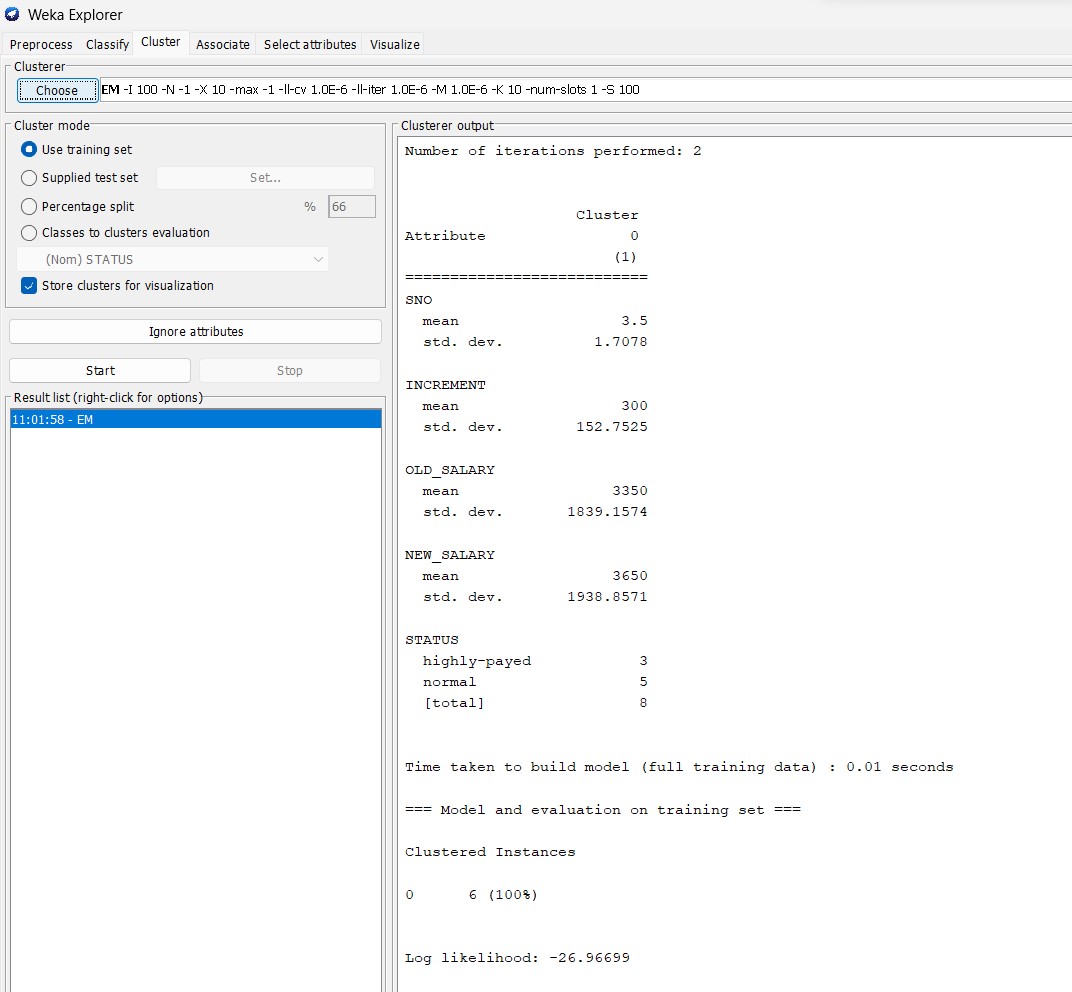 Weka Explorer
Preprocess Classify Cluster Associate Select attributes Visualize
Clusterer
Choose EM -I 100 -N -1 -X 10 -max -1 -ll-cv 1.0E-6 -ll-iter 1.0E-6 -M 1.0E-6 -K 10 -num-slots 1 -S 100
Cluster mode
Use training set
Supplied test set Set...
Percentage split % 66
Classes to clusters evaluation
(Nom) STATUS
Store clusters for visualization
Ignore attributes
Start Stop
Result list (right-click for options)
11:01:58 - EM
Clusterer output
Number of iterations performed: 2
Cluster
Attribute 0
(1)
===========================
SNO
mean 3.5
std. dev. 1.7078
INCREMENT
mean 300
std. dev. 152.7525
OLD_SALARY
mean 3350
std. dev. 1839.1574
NEW_SALARY
mean 3650
std. dev. 1938.8571
STATUS
highly-payed 3
normal 5
[total] 8
Time taken to build model (full training data) : 0.01 seconds
=== Model and evaluation on training set ===
Clustered Instances
0 6 (100%)
Log likelihood: -26.96699